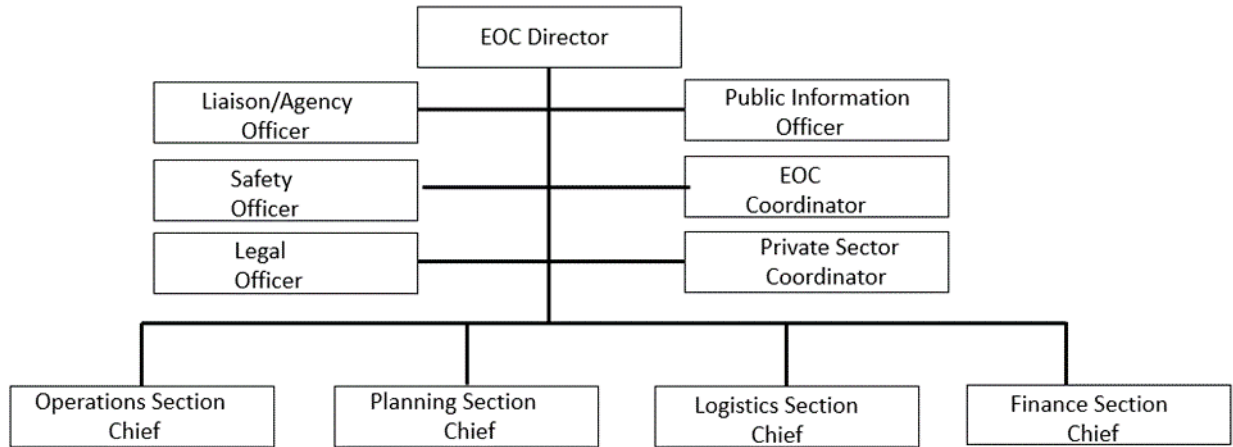 EOC Director
Liaison/Agency
Officer
Public Information
Officer
Safety
Officer
EOC
Coordinator
Legal
Officer
Private Sector
Coordinator
Operations Section
Chief
Planning Section
Chief
Logistics Section
Chief
Finance Section
Chief